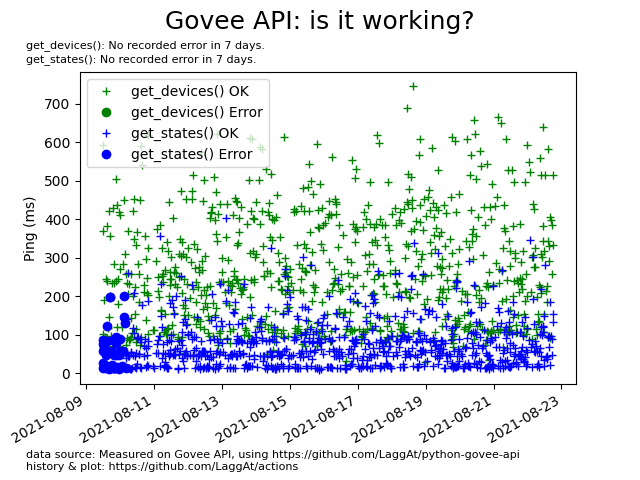 Govee API: is it working?
get_devices(): No recorded error in 7 days.
get_states(): No recorded error in 7 days.
get_devices() OK
get_devices() Error
get_states() OK
get_states() Error
Ping (ms)
700
600
500
400
300
200
100
0
2021-08-09
2021-08-11
2021-08-13
2021-08-15
2021-08-17
2021-08-19
2021-08-21
2021-08-23
data source: Measured on Govee API, using https://github.com/LaggAt/python-govee-api
history & plot: https://github.com/LaggAt/actions